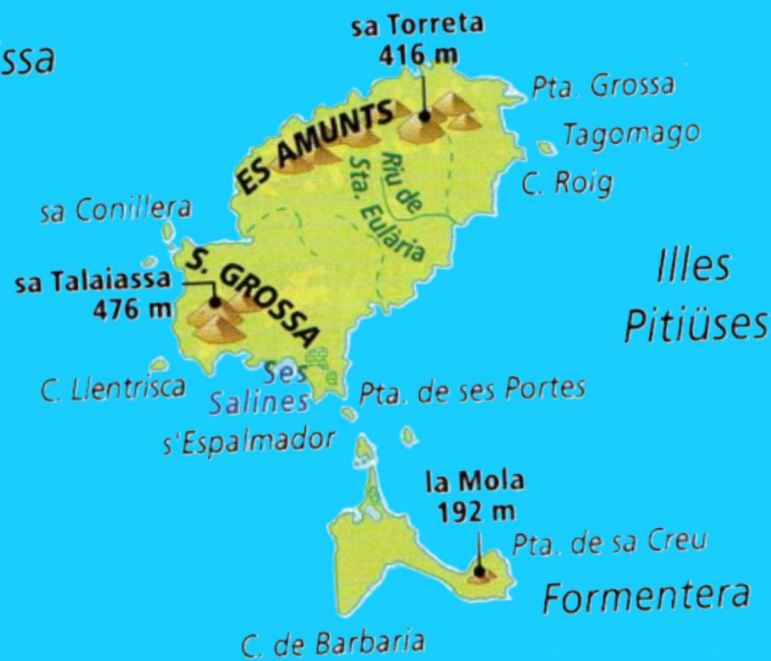 ssa
sa Torreta
416 m
Pta. Grossa
Tagomago
C. Roig
ES AMUNTS
Riu de
Sta. Eulària
sa Conillera
S. GROSSA
sa Talaiassa
476 m
Illes
Pitiüses
C. Llentrisca
Ses
Salines
Pta. de ses Portes
s'Espalmador
la Mola
192 m
Pta. de sa Creu
Formentera
C. de Barbaria